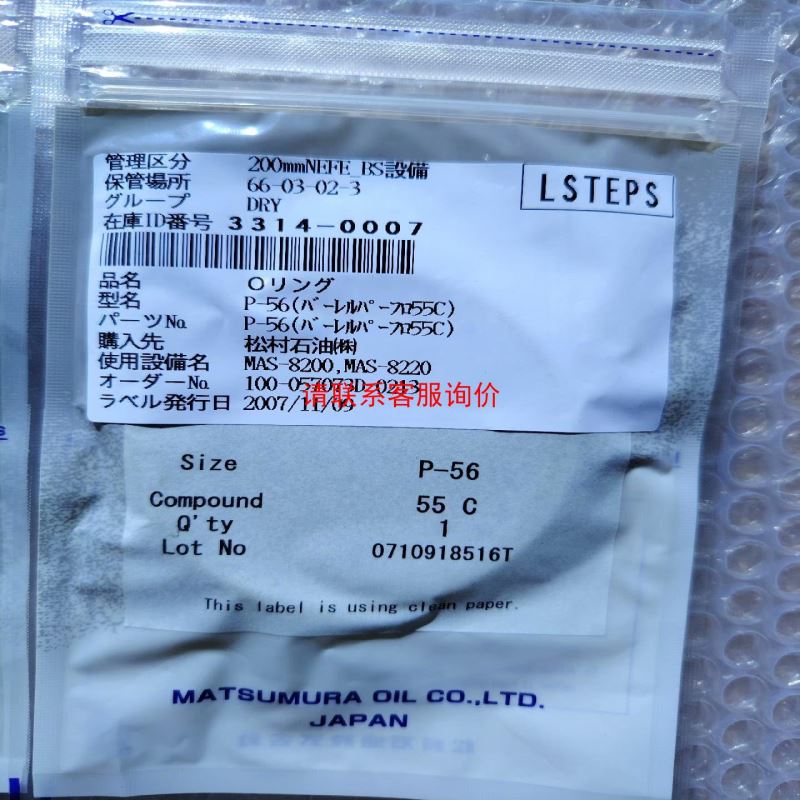 管理区分 200mmNEFE_BS設備
保管場所 66-03-02-3
グループ DRY
在庫ID番号 3314-0007
LSTEPS
品名 Oリング
型名 P-56(バーレルパーフロ55C)
パーツNo. P-56(バーレルパーフロ55C)
購入先 松村石油㈱
使用設備名 MAS-8200,MAS-8220
オーダーNo. 100-057073D-0213
ラベル発行日 2007/11/09
请联系客服询价
Size P-56
Compound 55 C
Q'ty 1
Lot No 0710918516T
This label is using clean paper.
MATSUMURA OIL CO.,LTD.
JAPAN